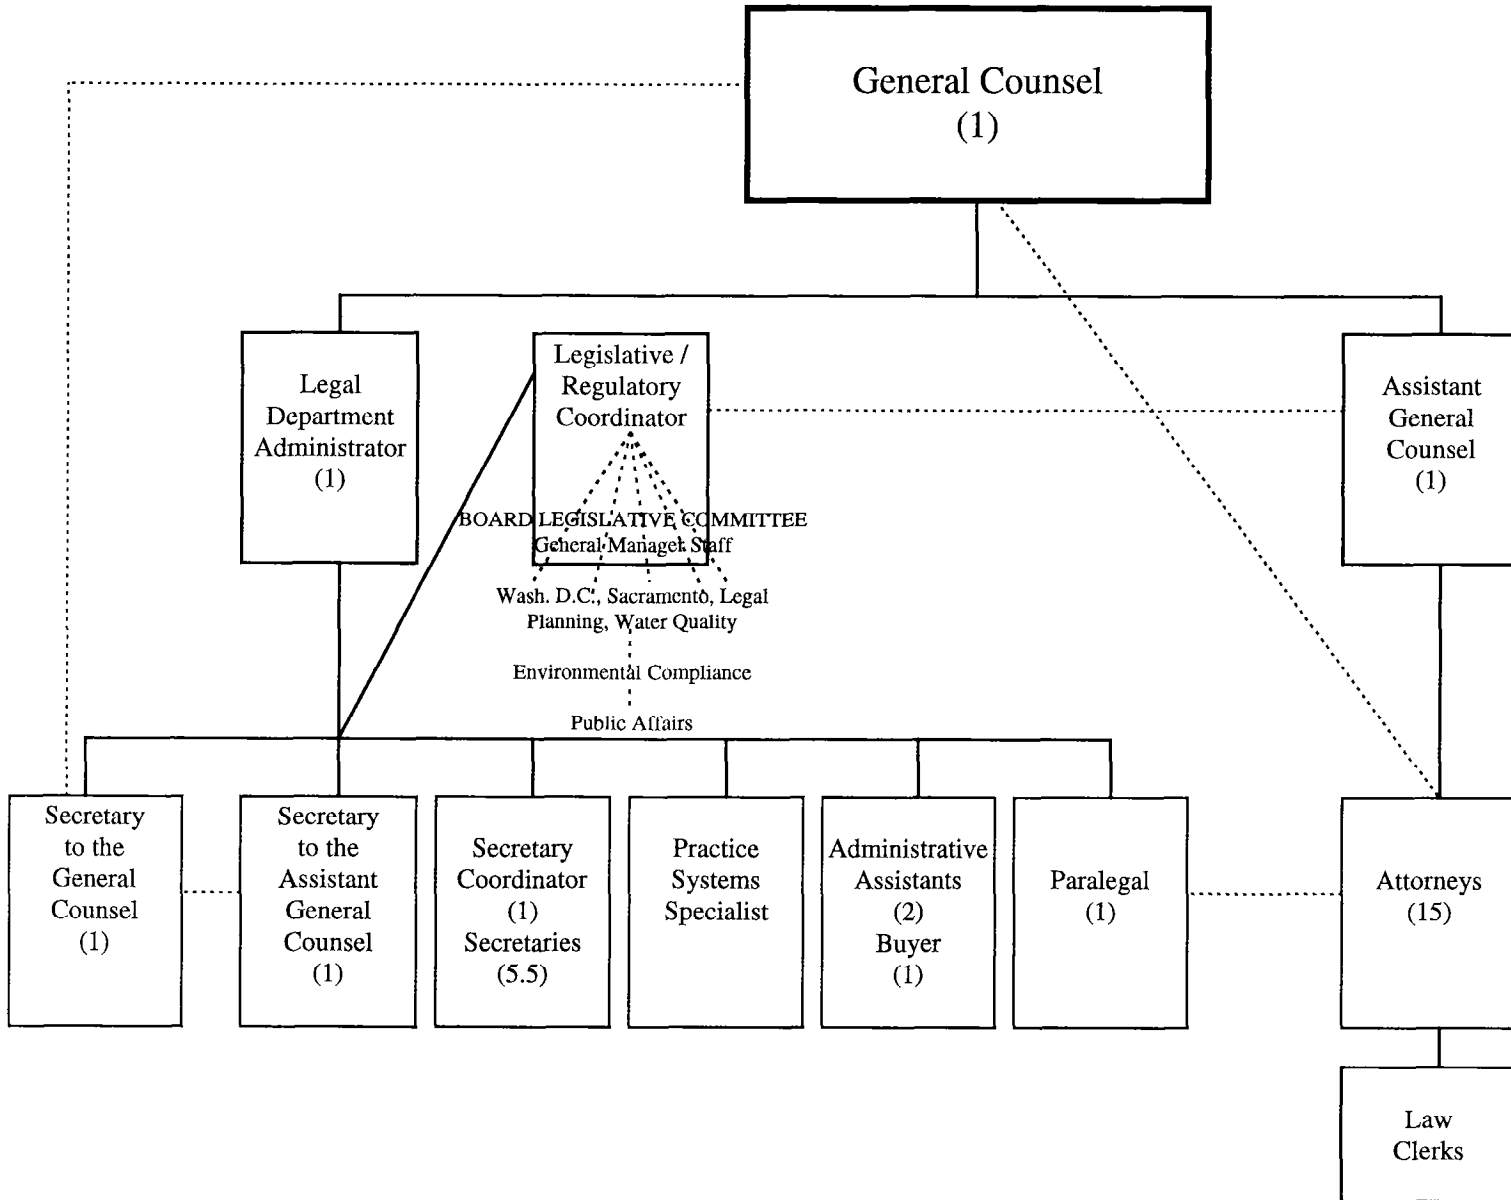 General Counsel
(1)
Legal
Department
Administrator
(1)
Legislative /
Regulatory
Coordinator
BOARD LEGISLATIVE COMMITTEE
General Manager Staff
Wash. D.C., Sacramento, Legal
Planning, Water Quality
Environmental Compliance
Public Affairs
Assistant
General
Counsel
(1)
Secretary
to the
General
Counsel
(1)
Secretary
to the
Assistant
General
Counsel
(1)
Secretary
Coordinator
(1)
Secretaries
(5.5)
Practice
Systems
Specialist
Administrative
Assistants
(2)
Buyer
(1)
Paralegal
(1)
Attorneys
(15)
Law
Clerks